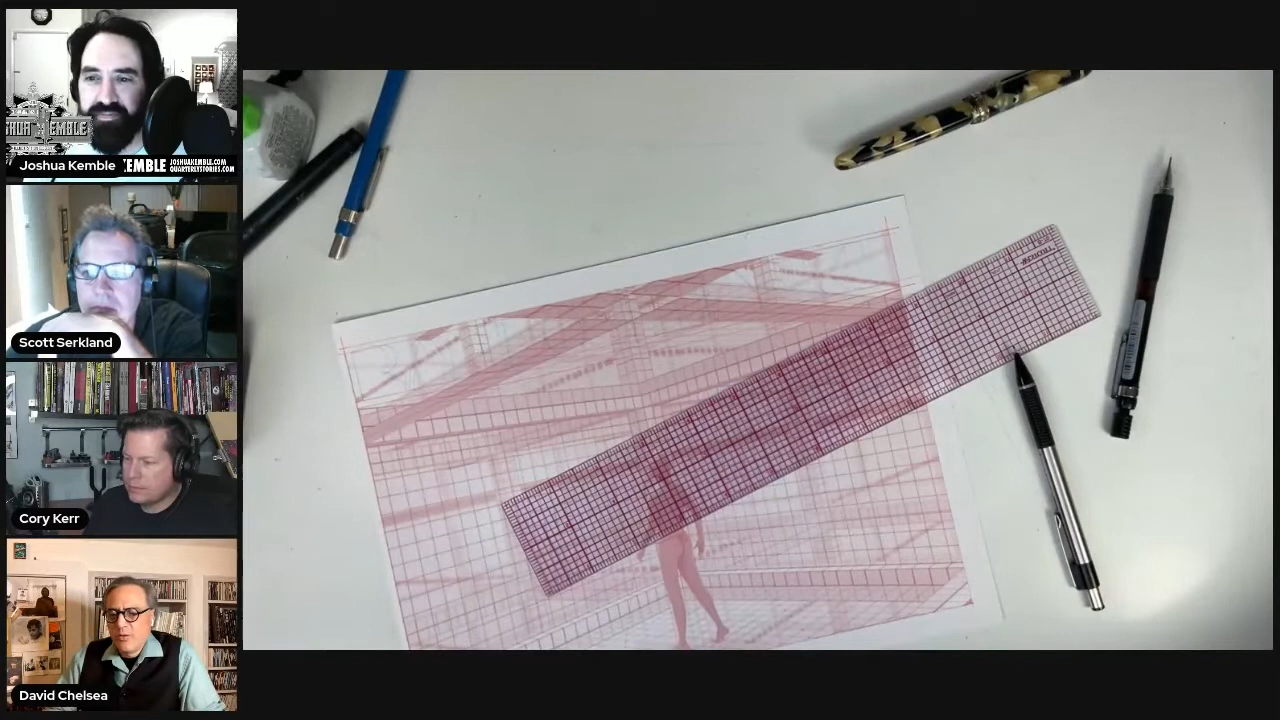 Joshua Kemble
EMBLE
JOSHUAKEMBLE.COM
QUARTERLYSTORIES.COM
Scott Serkland
Cory Kerr
David Chelsea